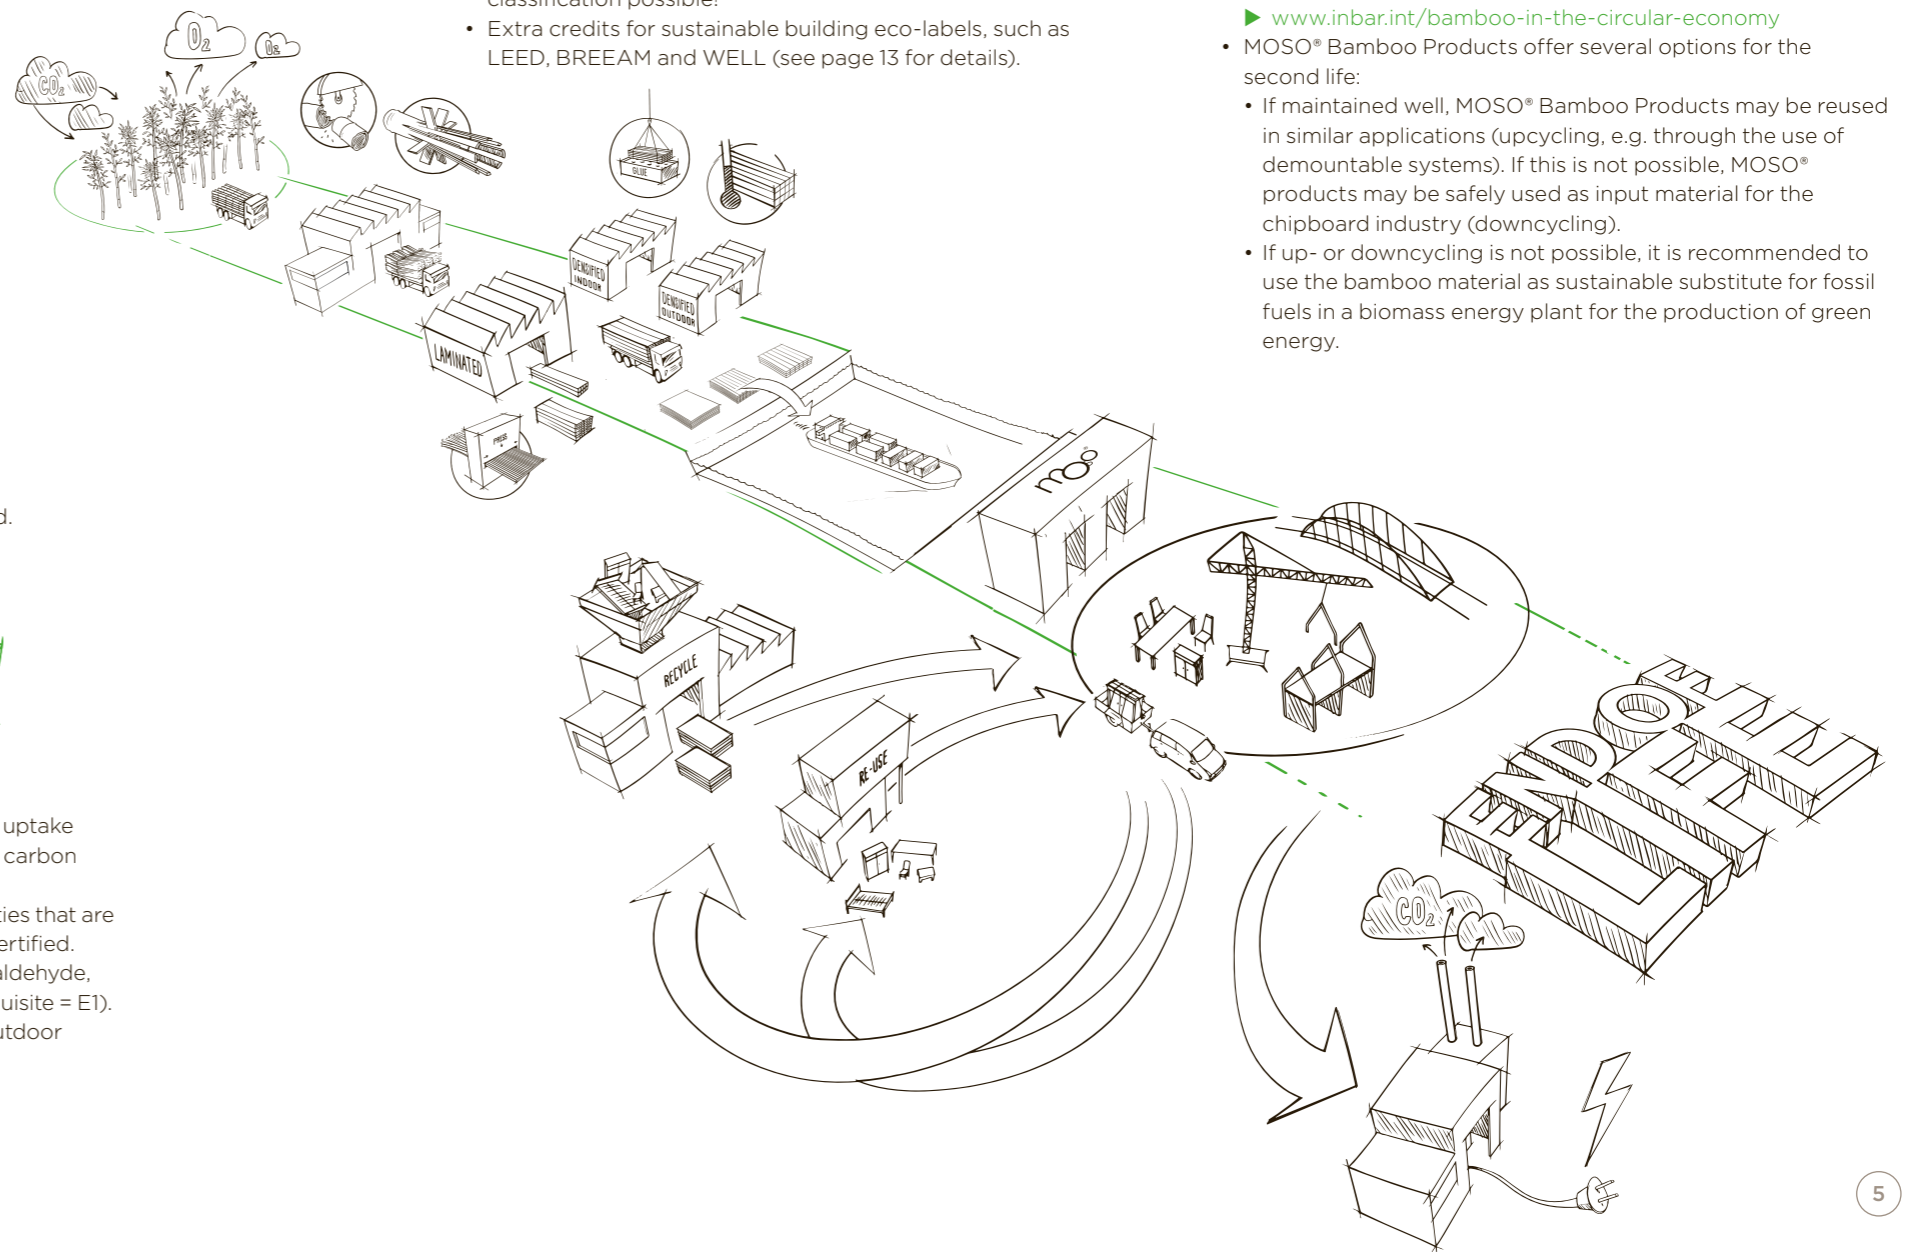 classification possible!
• Extra credits for sustainable building eco-labels, such as
LEED, BREEAM and WELL (see page 13 for details).
▶ www.inbar.int/bamboo-in-the-circular-economy
• MOSO® Bamboo Products offer several options for the
second life:
• If maintained well, MOSO® Bamboo Products may be reused
in similar applications (upcycling, e.g. through the use of
demountable systems). If this is not possible, MOSO®
products may be safely used as input material for the
chipboard industry (downcycling).
• If up- or downcycling is not possible, it is recommended to
use the bamboo material as sustainable substitute for fossil
fuels in a biomass energy plant for the production of green
energy.
O2
O2
CO2
GLUE
DENSIFIED
INDOOR
DENSIFIED
OUTDOOR
LAMINATED
PRESS
moso
d.
RECYCLE
RE-USE
END OF
LIFE
CO2
uptake
carbon
ties that are
ertified.
aldehyde,
uisite = E1).
utdoor
5